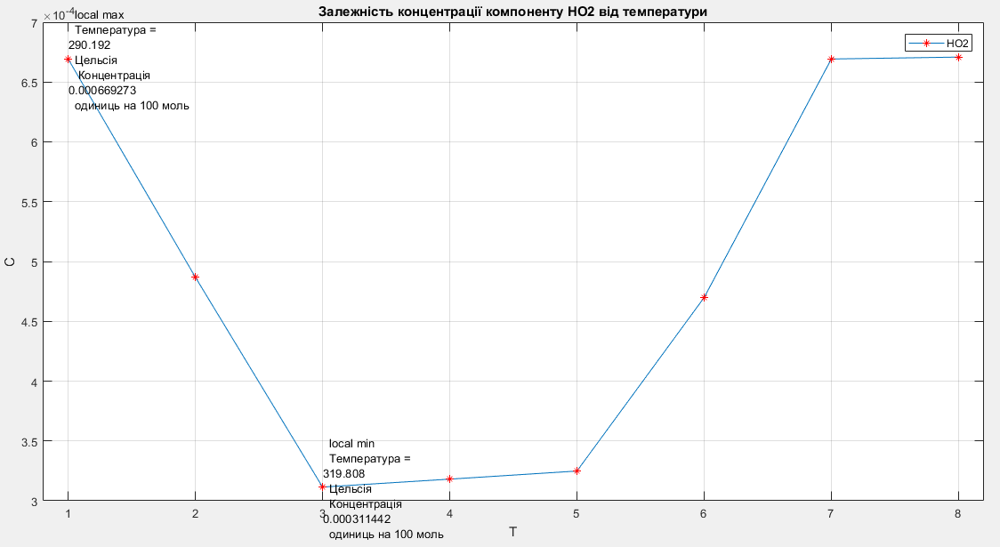 Залежність концентрації компоненту HO2 від температури
×10-4
local max
Температура =
290.192
Цельсія
Концентрація
0.000669273
одиниць на 100 моль
HO2
7
6.5
6
5.5
5
4.5
4
3.5
3
C
local min
Температура =
319.808
Цельсія
Концентрація
0.000311442
одиниць на 100 моль
1 2 3 4 5 6 7 8
T